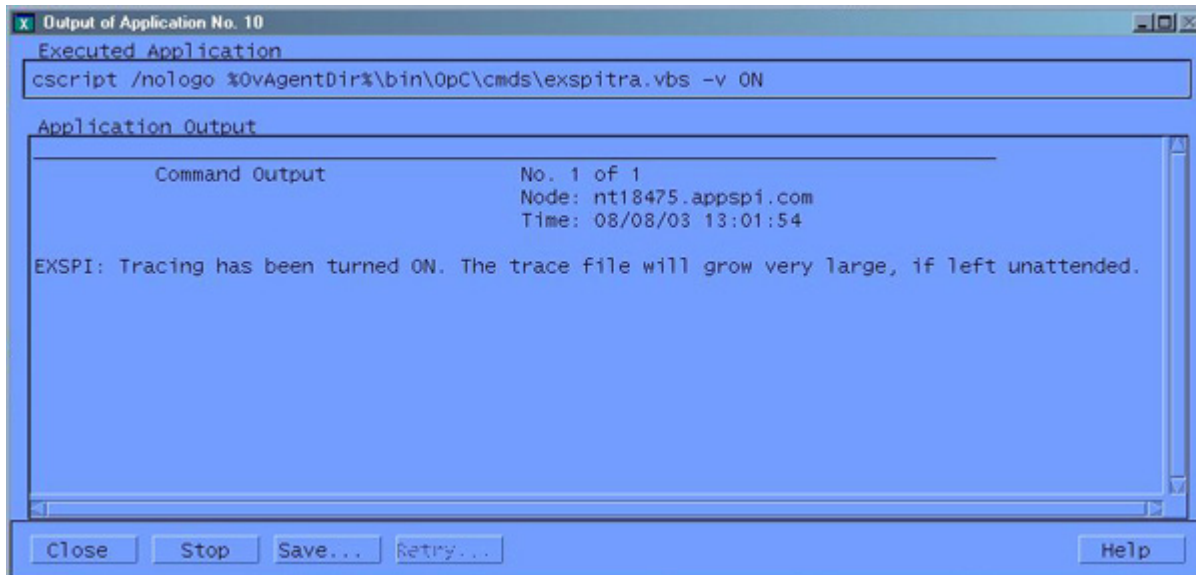 Output of Application No. 10
Executed Application
cscript /nologo %OvAgentDir%\bin\OpC\cmds\exspitra.vbs -v ON
Application Output
Command Output No. 1 of 1
Node: nt18475.appspi.com
Time: 08/08/03 13:01:54
EXSPI: Tracing has been turned ON. The trace file will grow very large, if left unattended.
Close Stop Save... Retry... Help